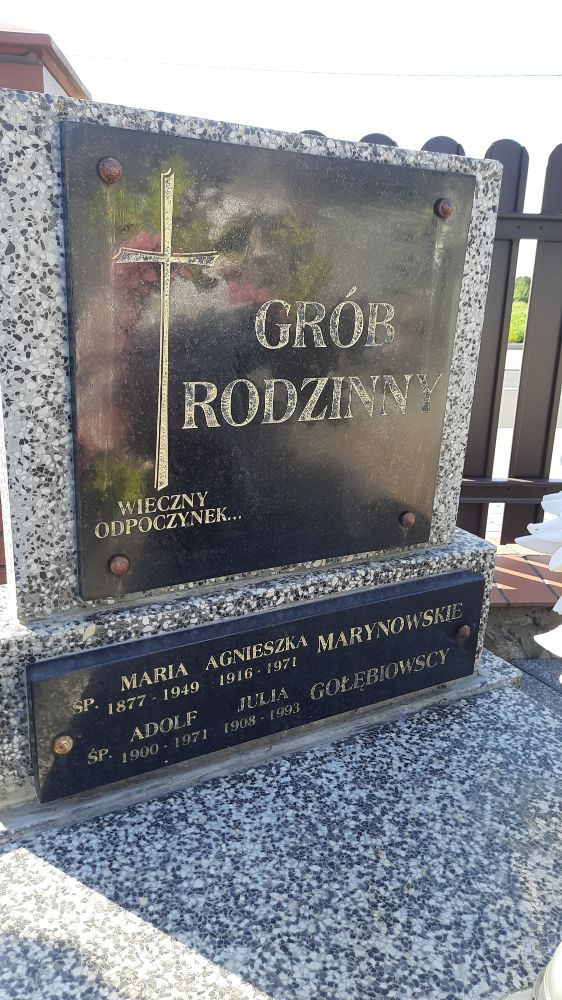 GRÓB
RODZINNY
WIECZNY
ODPOCZYNEK...
ŚP. MARIA AGNIESZKA MARYNOWSKIE
1877 - 1949 1916 - 1971
ŚP. ADOLF JULIA GOŁĘBIOWSCY
1900 - 1971 1908 - 1993